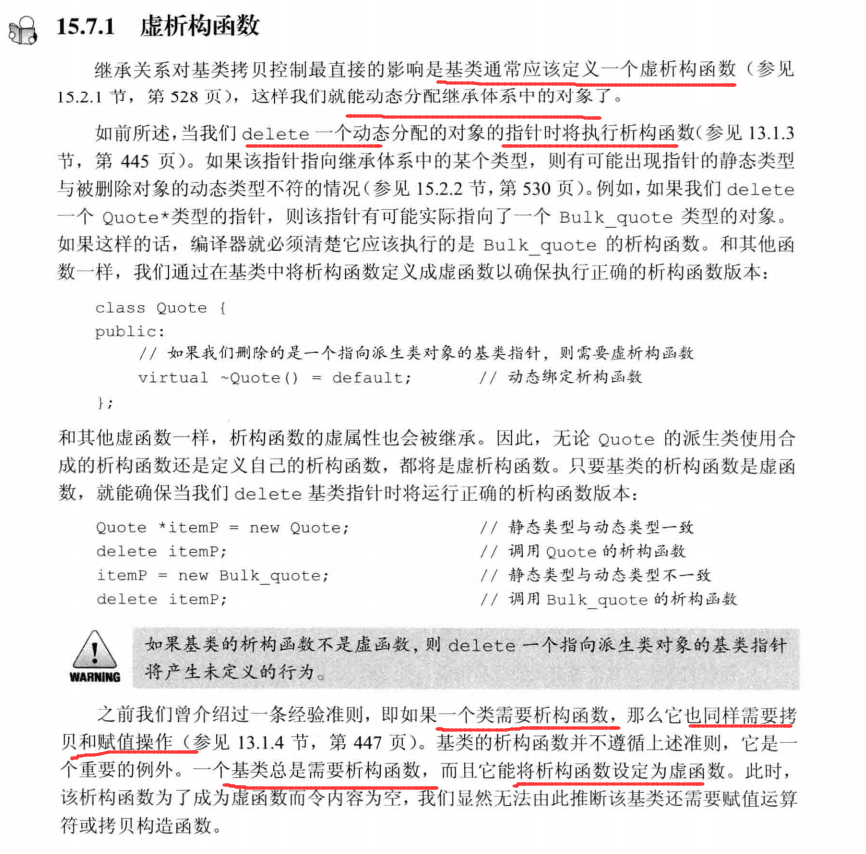 15.7.1 虚析构函数
继承关系对基类拷贝控制最直接的影响是基类通常应该定义一个虚析构函数（参见
15.2.1 节，第 528 页），这样我们就能动态分配继承体系中的对象了。
如前所述，当我们 delete 一个动态分配的对象的指针时将执行析构函数（参见 13.1.3
节，第 445 页）。如果该指针指向继承体系中的某个类型，则有可能出现指针的静态类型
与被删除对象的动态类型不符的情况（参见 15.2.2 节，第 530 页）。例如，如果我们 delete
一个 Quote*类型的指针，则该指针有可能实际指向了一个 Bulk_quote 类型的对象。
如果这样的话，编译器就必须清楚它应该执行的是 Bulk_quote 的析构函数。和其他函
数一样，我们通过在基类中将析构函数定义成虚函数以确保执行正确的析构函数版本：
class Quote {
public:
// 如果我们删除的是一个指向派生类对象的基类指针，则需要虚析构函数
virtual ~Quote() = default; // 动态绑定析构函数
};
和其他虚函数一样，析构函数的虚属性也会被继承。因此，无论 Quote 的派生类使用合
成的析构函数还是定义自己的析构函数，都将是虚析构函数。只要基类的析构函数是虚函
数，就能确保当我们 delete 基类指针时将运行正确的析构函数版本：
Quote *itemP = new Quote; // 静态类型与动态类型一致
delete itemP; // 调用 Quote 的析构函数
itemP = new Bulk_quote; // 静态类型与动态类型不一致
delete itemP; // 调用 Bulk_quote 的析构函数
如果基类的析构函数不是虚函数，则 delete 一个指向派生类对象的基类指针
将产生未定义的行为。
WARNING
之前我们曾介绍过一条经验准则，即如果一个类需要析构函数，那么它也同样需要拷
贝和赋值操作（参见 13.1.4 节，第 447 页）。基类的析构函数并不遵循上述准则，它是一
个重要的例外。一个基类总是需要析构函数，而且它能将析构函数设定为虚函数。此时，
该析构函数为了成为虚函数而令内容为空，我们显然无法由此推断该基类还需要赋值运算
符或拷贝构造函数。